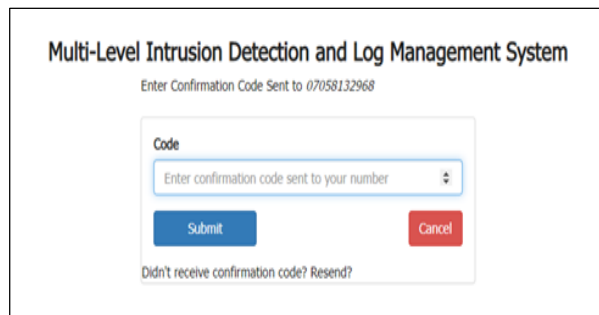 Multi-Level Intrusion Detection and Log Management System
Enter Confirmation Code Sent to 07058132968
Code
Enter confirmation code sent to your number
Submit Cancel
Didn't receive confirmation code? Resend?